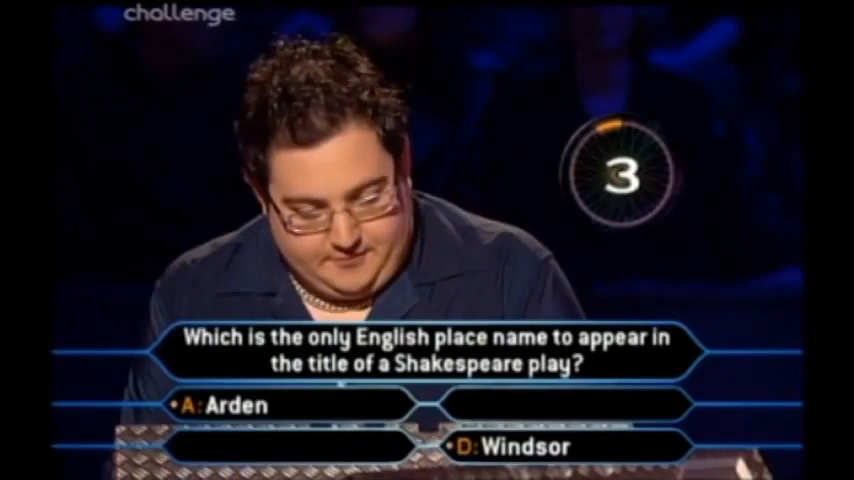 challenge
3
Which is the only English place name to appear in
the title of a Shakespeare play?
A: Arden
D: Windsor